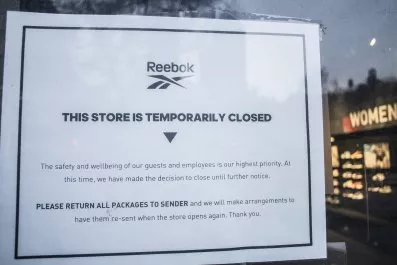 Reebok
THIS STORE IS TEMPORARILY CLOSED
The safety and wellbeing of our guests and employees is our highest priority. At
this time, we have made the decision to close until further notice.
PLEASE RETURN ALL PACKAGES TO SENDER and we will make arrangements to
have them re-sent when the store opens again. Thank you.
WOMEN